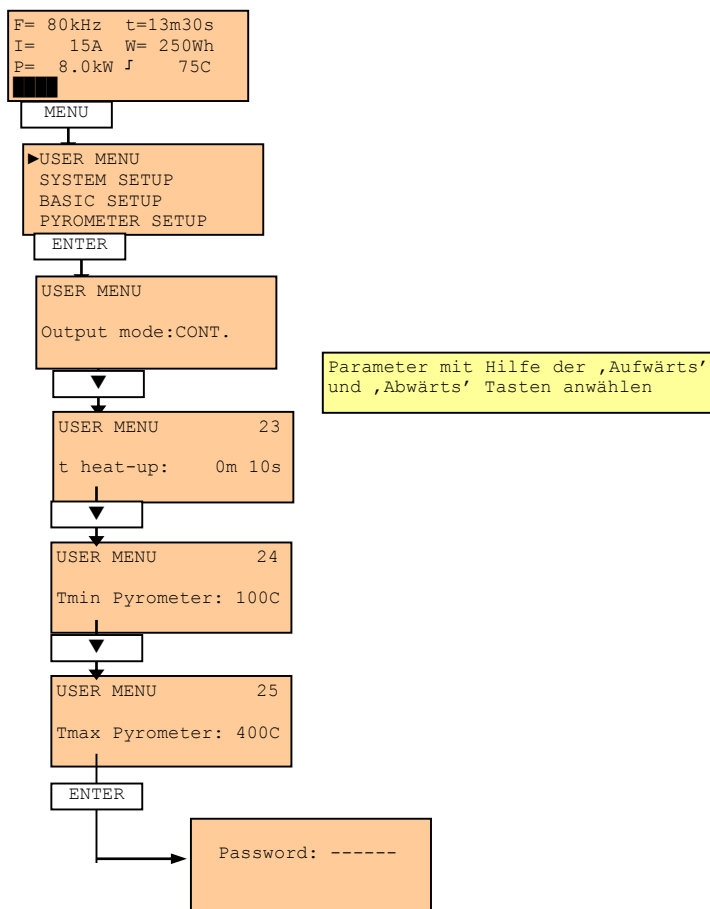 F= 80kHz t=13m30s
I= 15A W= 250Wh
P= 8.0kW ꓩ 75C
MENU
►USER MENU
SYSTEM SETUP
BASIC SETUP
PYROMETER SETUP
ENTER
USER MENU
Output mode:CONT.
▼
Parameter mit Hilfe der ‚Aufwärts’
und ‚Abwärts’ Tasten anwählen
USER MENU 23
t heat-up: 0m 10s
▼
USER MENU 24
Tmin Pyrometer: 100C
▼
USER MENU 25
Tmax Pyrometer: 400C
ENTER
Password: ------